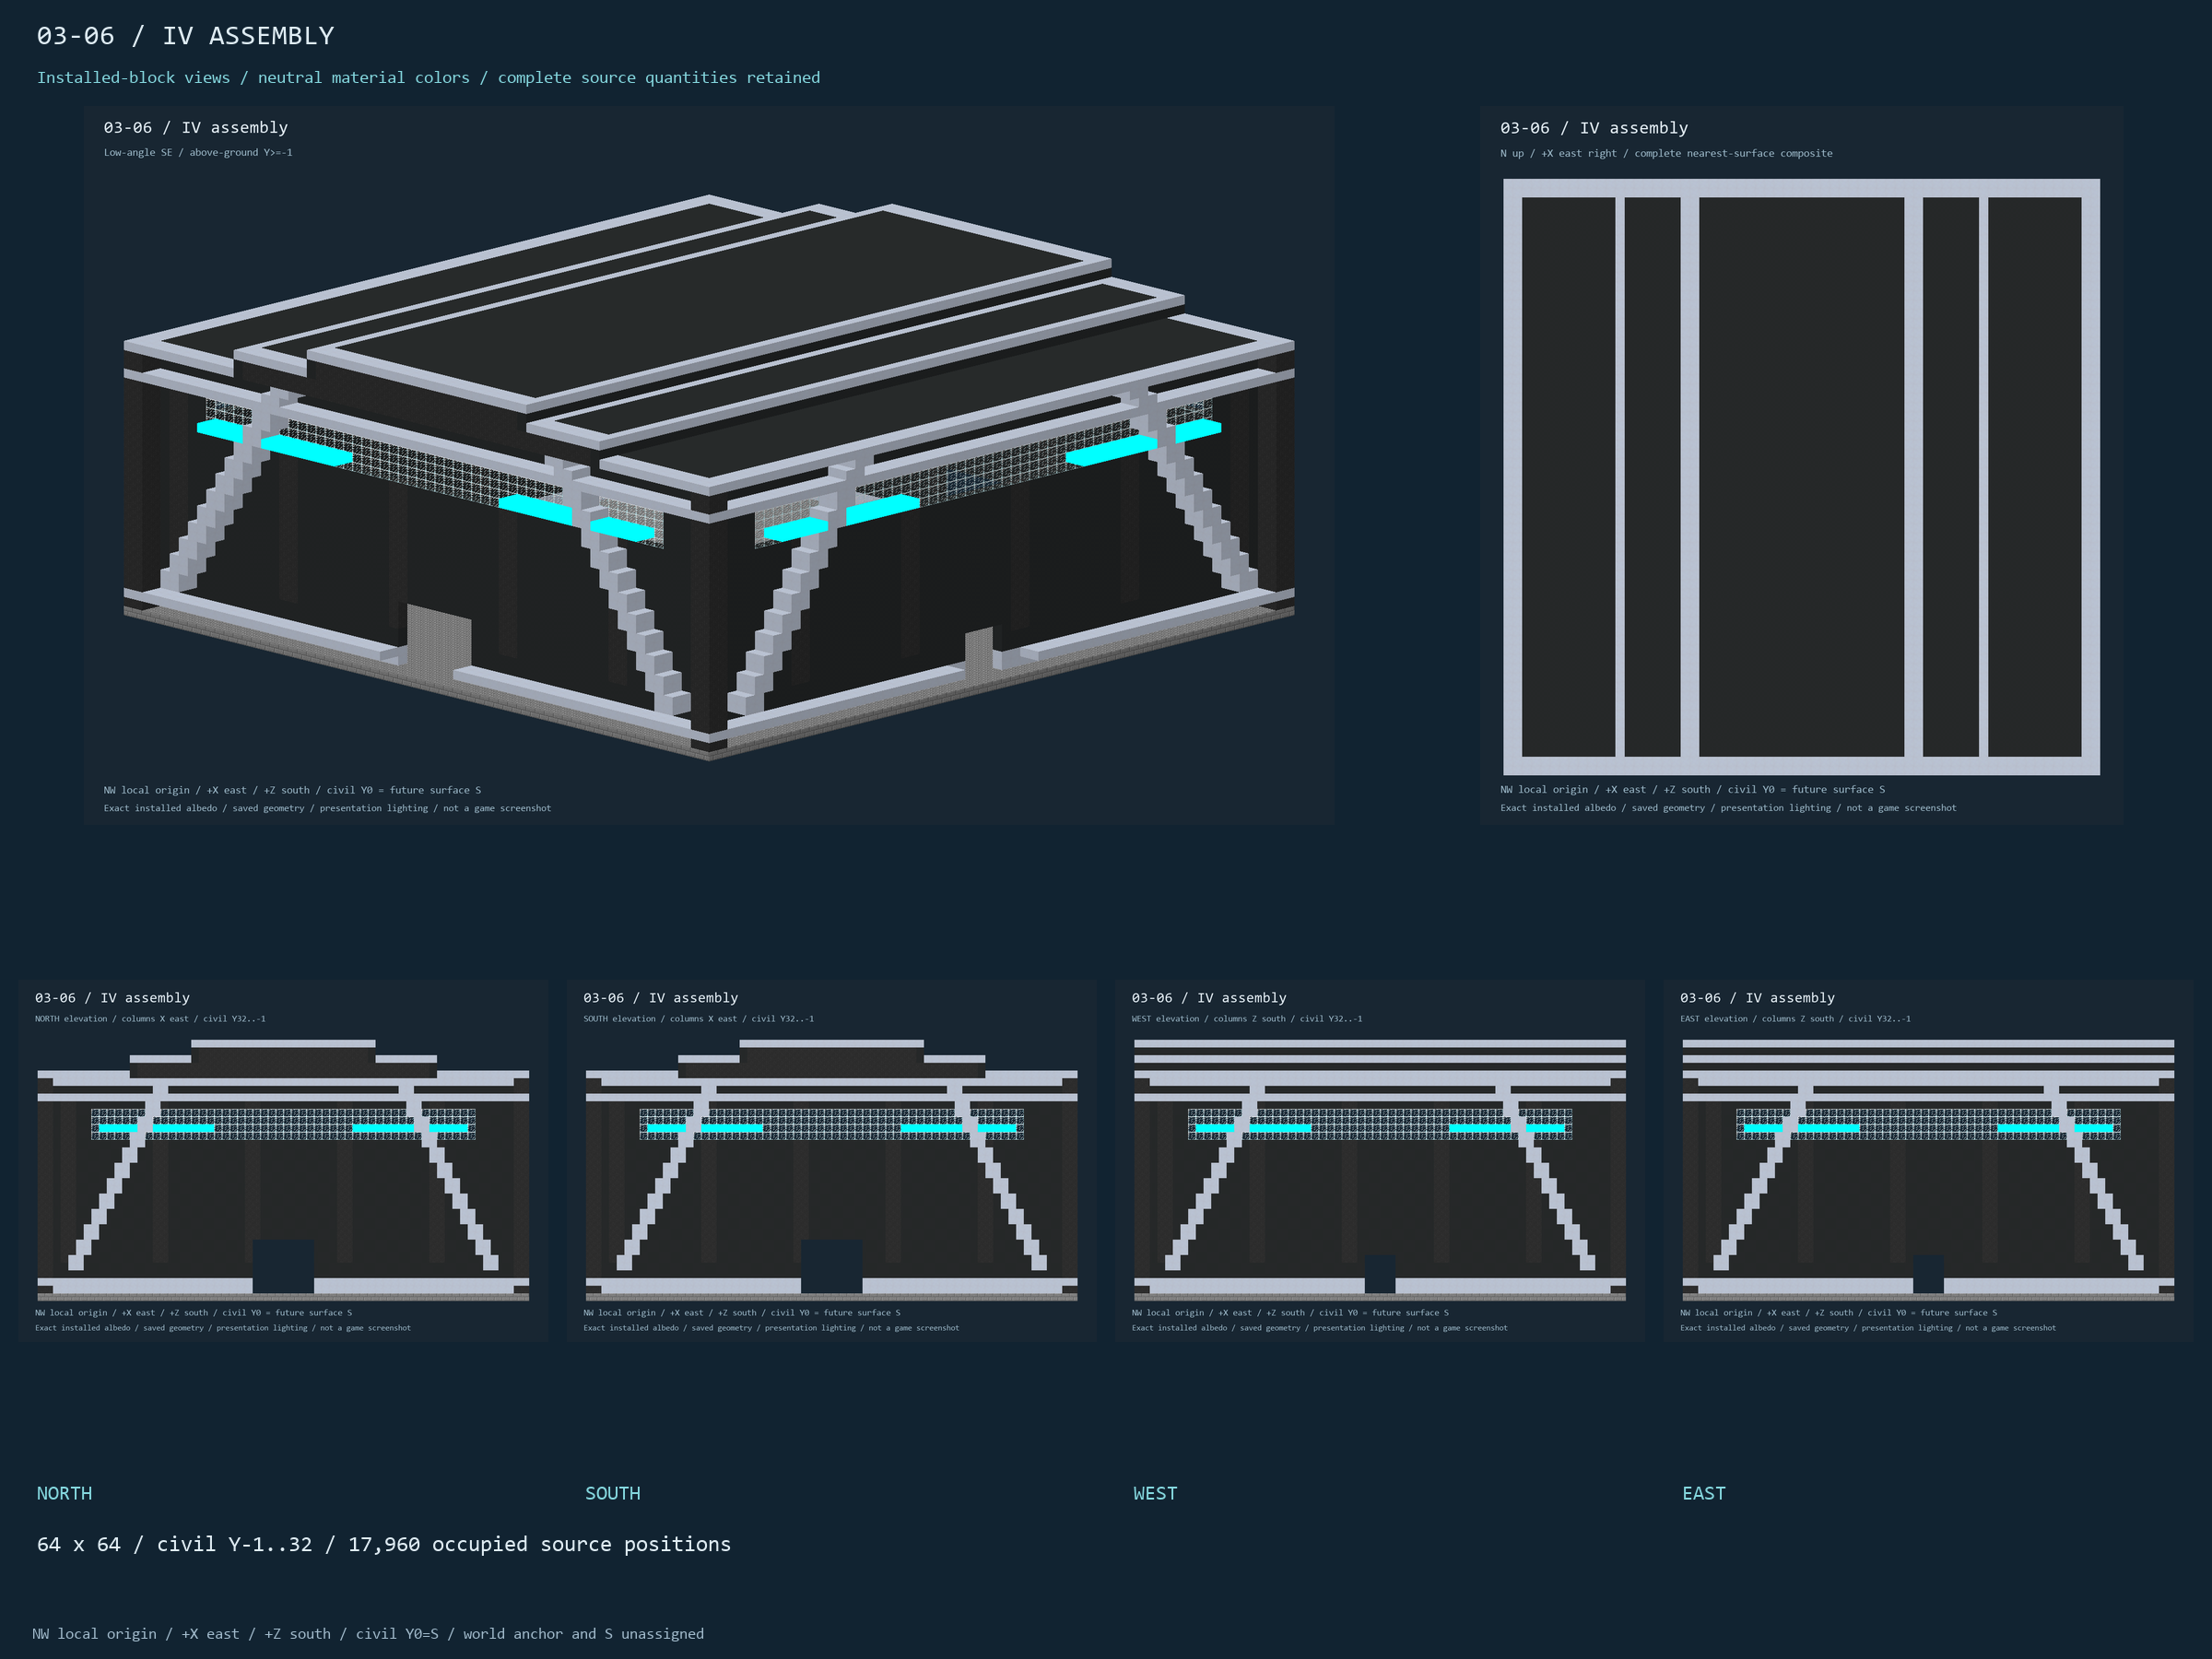 03-06 / IV ASSEMBLY
Installed-block views / neutral material colors / complete source quantities retained
03-06 / IV assembly
Low-angle SE / above-ground Y>=-1
NW local origin / +X east / +Z south / civil Y0 = future surface S
Exact installed albedo / saved geometry / presentation lighting / not a game screenshot
03-06 / IV assembly
N up / +X east right / complete nearest-surface composite
NW local origin / +X east / +Z south / civil Y0 = future surface S
Exact installed albedo / saved geometry / presentation lighting / not a game screenshot
03-06 / IV assembly
NORTH elevation / columns X east / civil Y32..-1
NW local origin / +X east / +Z south / civil Y0 = future surface S
Exact installed albedo / saved geometry / presentation lighting / not a game screenshot
03-06 / IV assembly
SOUTH elevation / columns X east / civil Y32..-1
NW local origin / +X east / +Z south / civil Y0 = future surface S
Exact installed albedo / saved geometry / presentation lighting / not a game screenshot
03-06 / IV assembly
WEST elevation / columns Z south / civil Y32..-1
NW local origin / +X east / +Z south / civil Y0 = future surface S
Exact installed albedo / saved geometry / presentation lighting / not a game screenshot
03-06 / IV assembly
EAST elevation / columns Z south / civil Y32..-1
NW local origin / +X east / +Z south / civil Y0 = future surface S
Exact installed albedo / saved geometry / presentation lighting / not a game screenshot
NORTH
SOUTH
WEST
EAST
64 x 64 / civil Y-1..32 / 17,960 occupied source positions
NW local origin / +X east / +Z south / civil Y0=S / world anchor and S unassigned